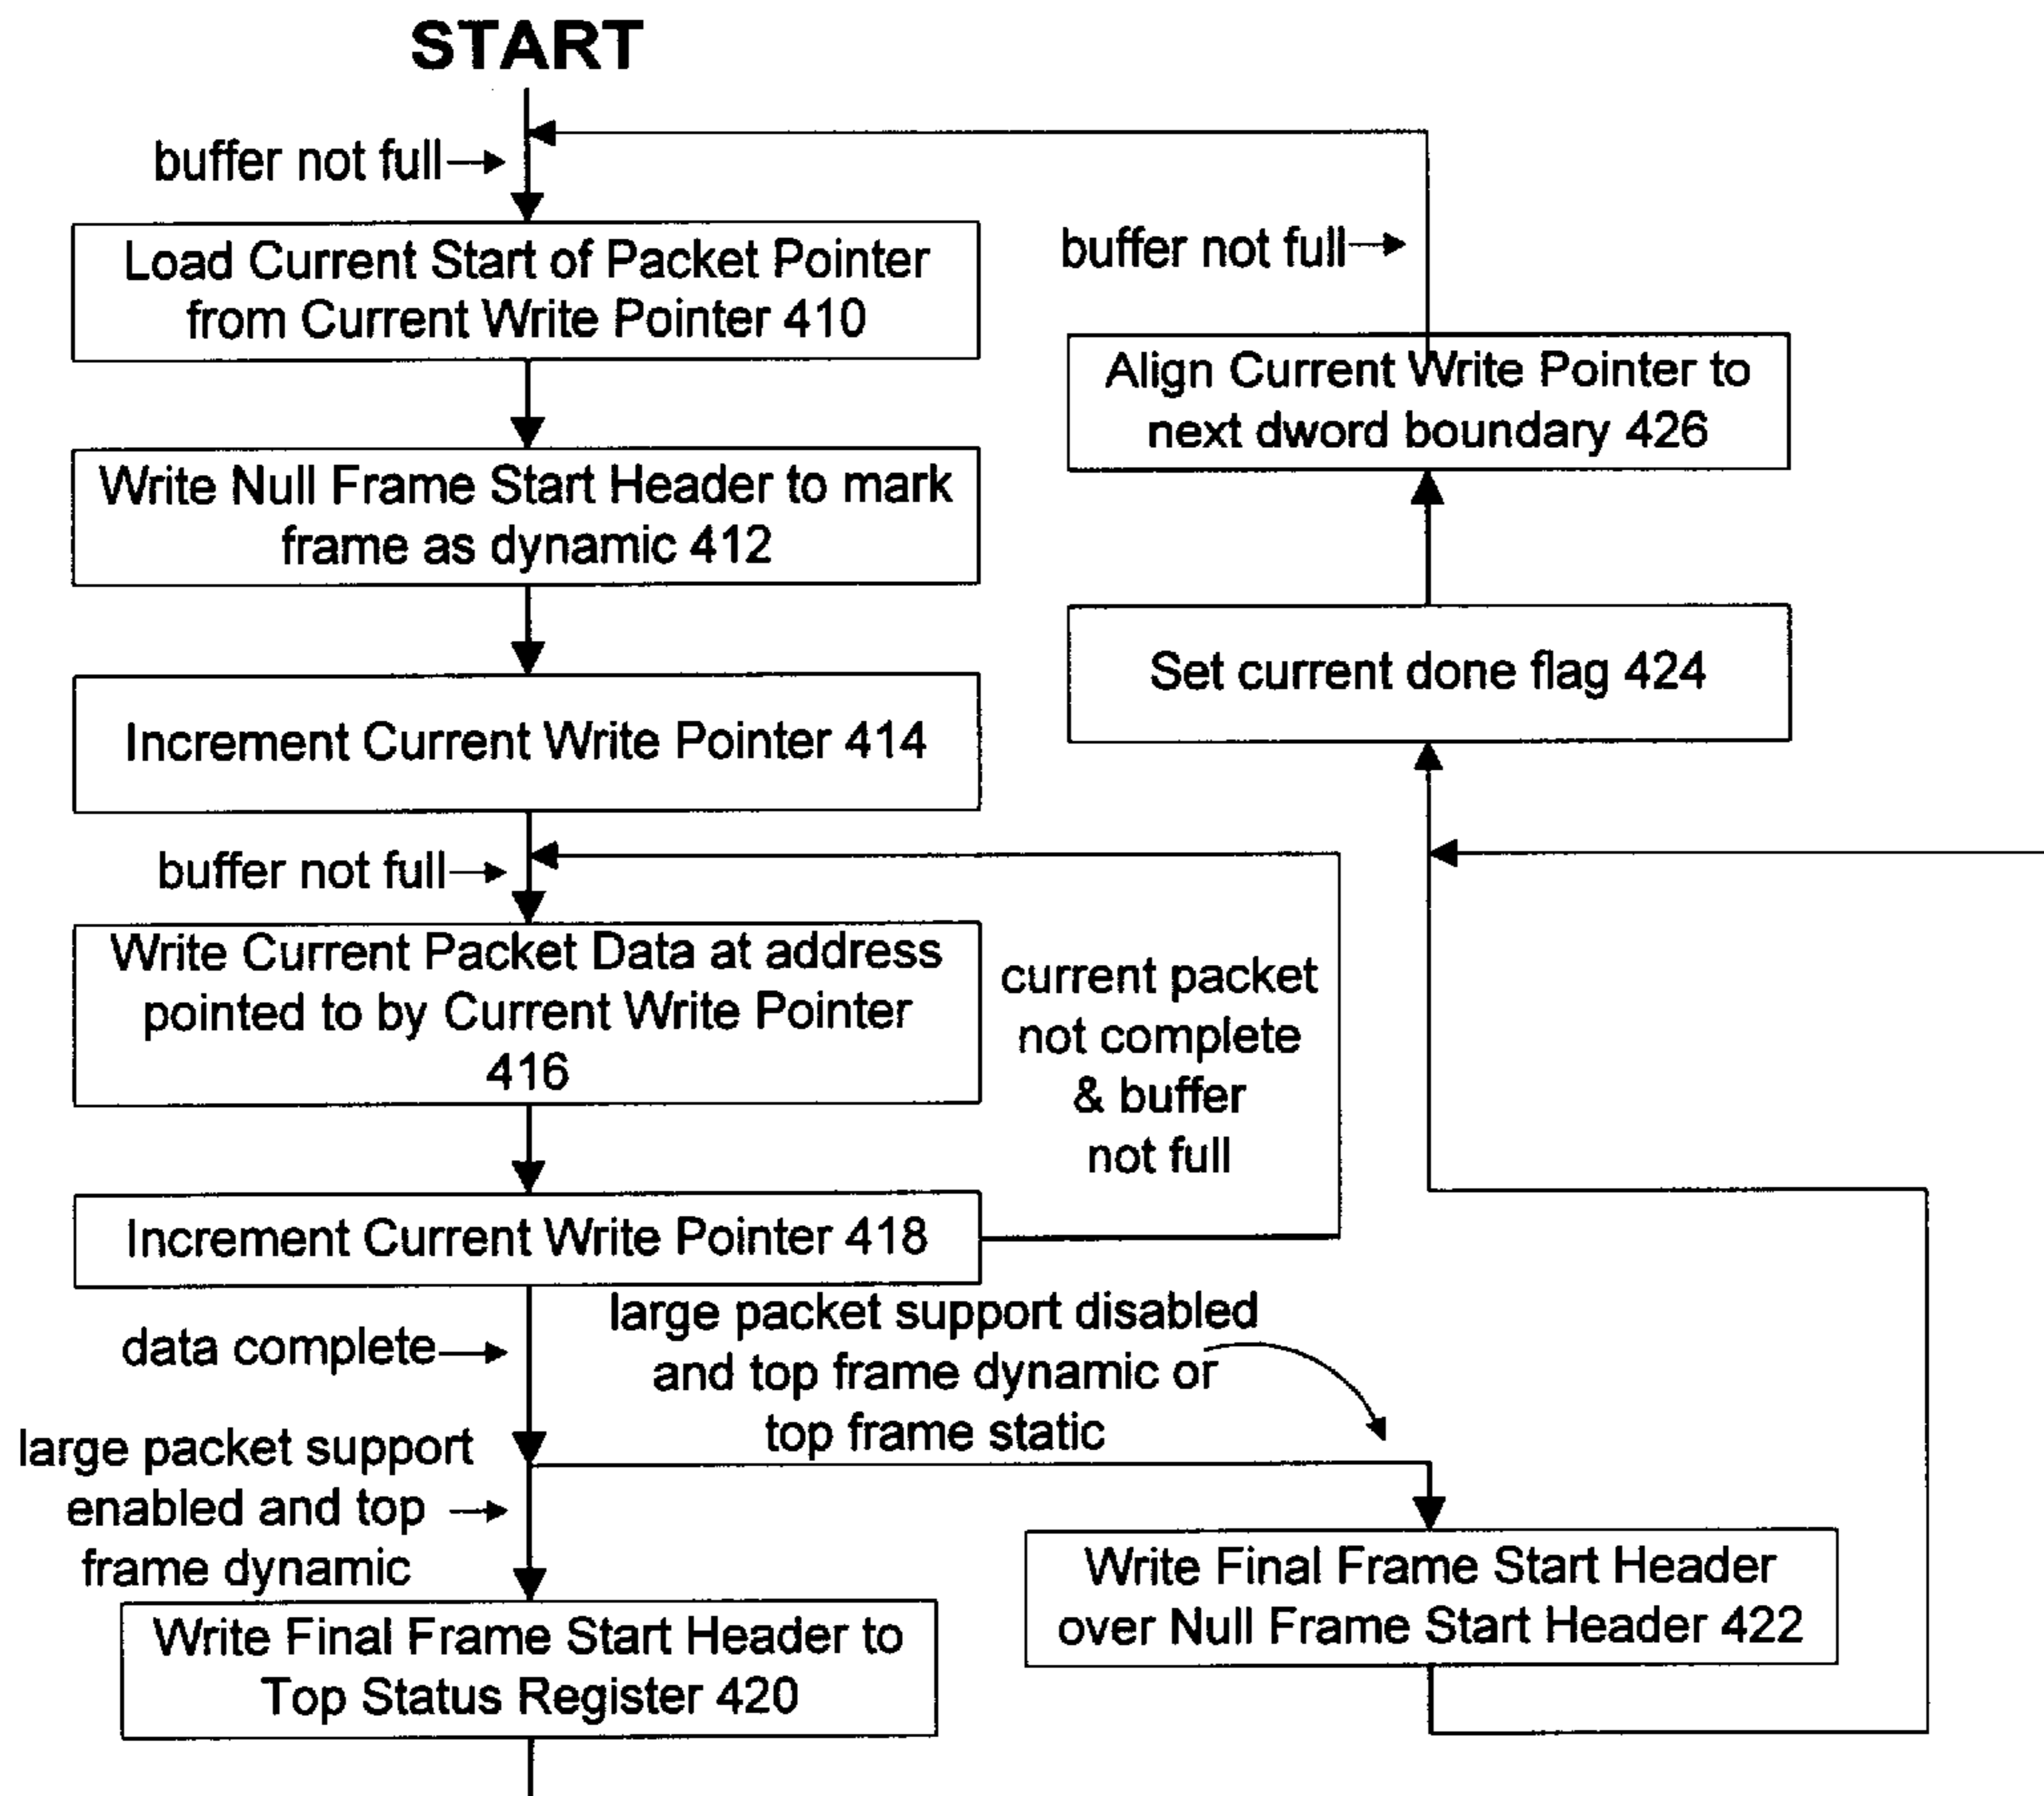 START
buffer not full
Load Current Start of Packet Pointer
from Current Write Pointer 410
Write Null Frame Start Header to mark
frame as dynamic 412
Increment Current Write Pointer 414
buffer not full
Write Current Packet Data at address
pointed to by Current Write Pointer
416
current packet
not complete
& buffer
not full
Increment Current Write Pointer 418
data complete
large packet support disabled
and top frame dynamic or
top frame static
large packet support
enabled and top
frame dynamic
Write Final Frame Start Header to
Top Status Register 420
Write Final Frame Start Header
over Null Frame Start Header 422
Set current done flag 424
Align Current Write Pointer to
next dword boundary 426
buffer not full